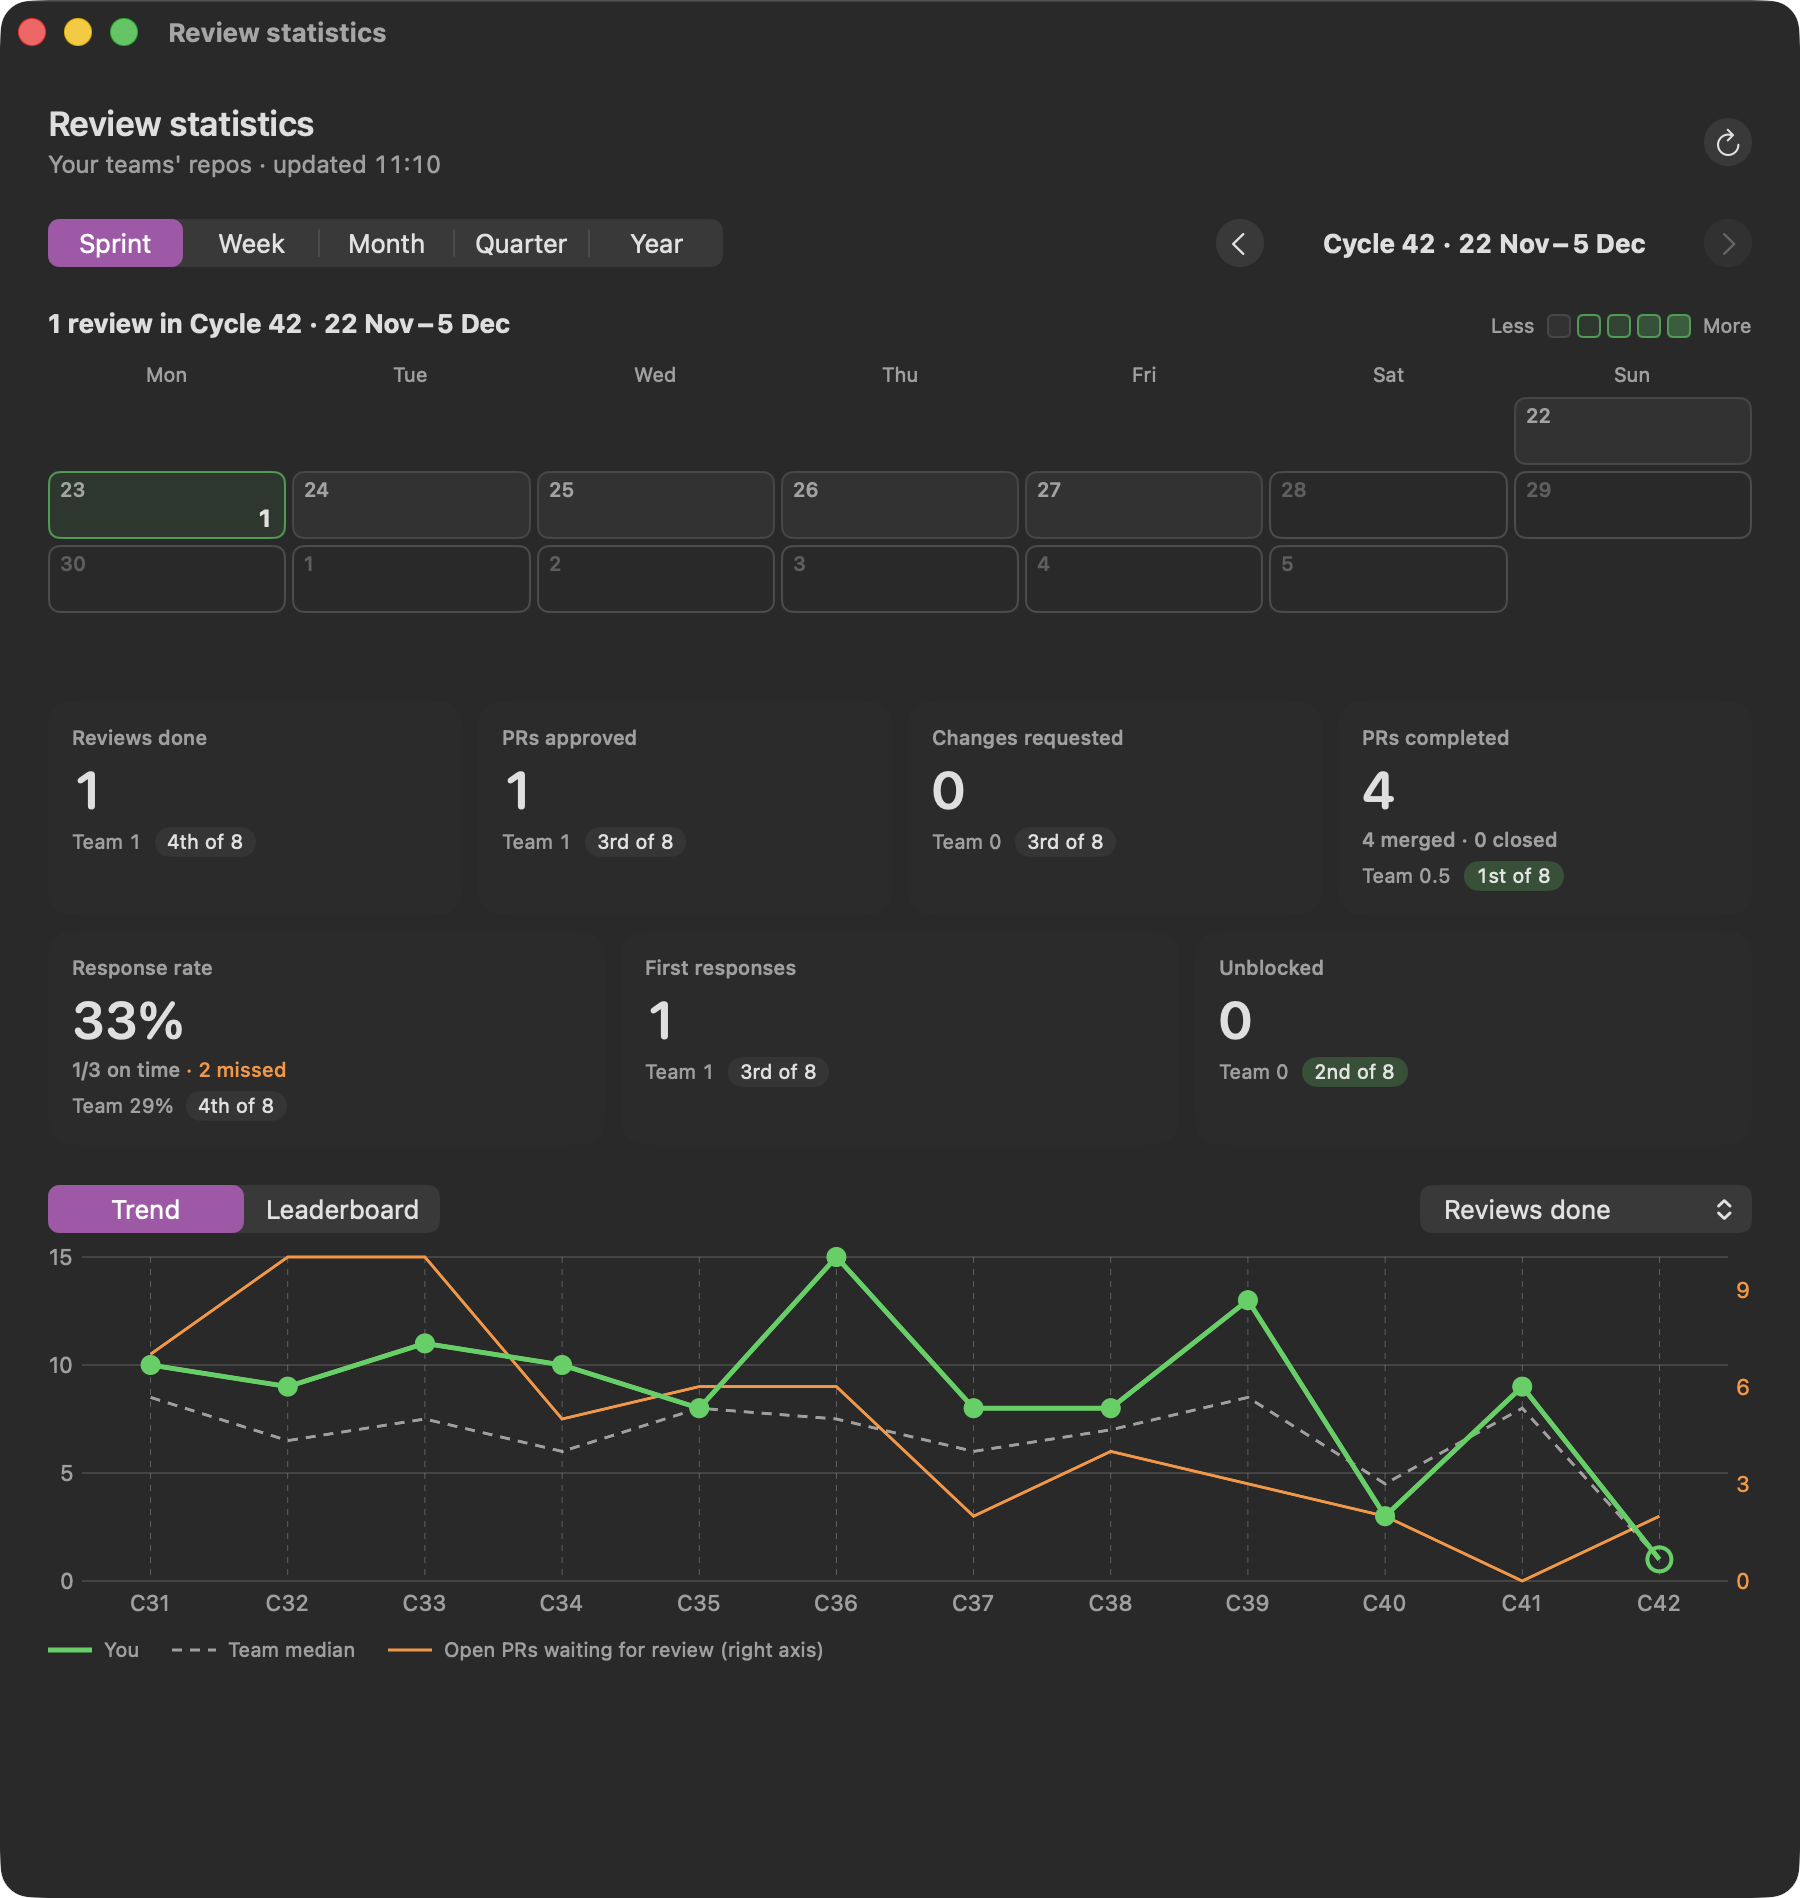 Review statistics
Review statistics
Your teams' repos · updated 11:10
Sprint Week Month Quarter Year
Cycle 42 · 22 Nov – 5 Dec
1 review in Cycle 42 · 22 Nov – 5 Dec
Less More
Mon Tue Wed Thu Fri Sat Sun
22
23 24 25 26 27 28 29
1
30 1 2 3 4 5
Reviews done
1
Team 1 4th of 8
PRs approved
1
Team 1 3rd of 8
Changes requested
0
Team 0 3rd of 8
PRs completed
4
4 merged · 0 closed
Team 0.5 1st of 8
Response rate
33%
1/3 on time · 2 missed
Team 29% 4th of 8
First responses
1
Team 1 3rd of 8
Unblocked
0
Team 0 2nd of 8
Trend Leaderboard
Reviews done
15
9
10
6
5
3
0
0
C31 C32 C33 C34 C35 C36 C37 C38 C39 C40 C41 C42
You Team median Open PRs waiting for review (right axis)